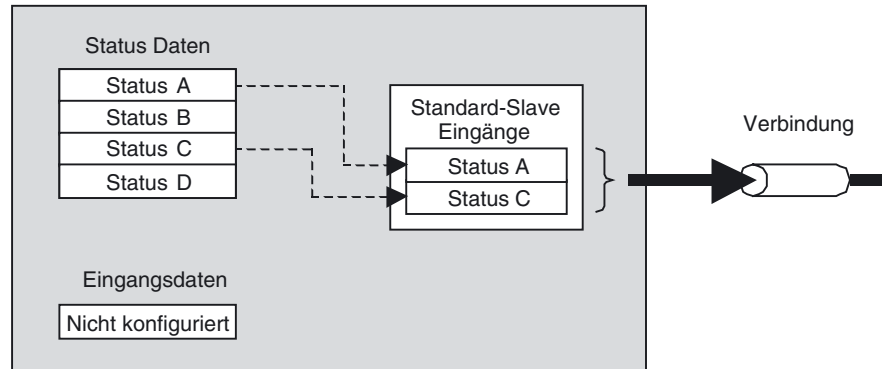 Status Daten
Status A
Status B
Status C
Status D
Standard-Slave
Eingänge
Status A
Status C
Verbindung
Eingangsdaten
Nicht konfiguriert